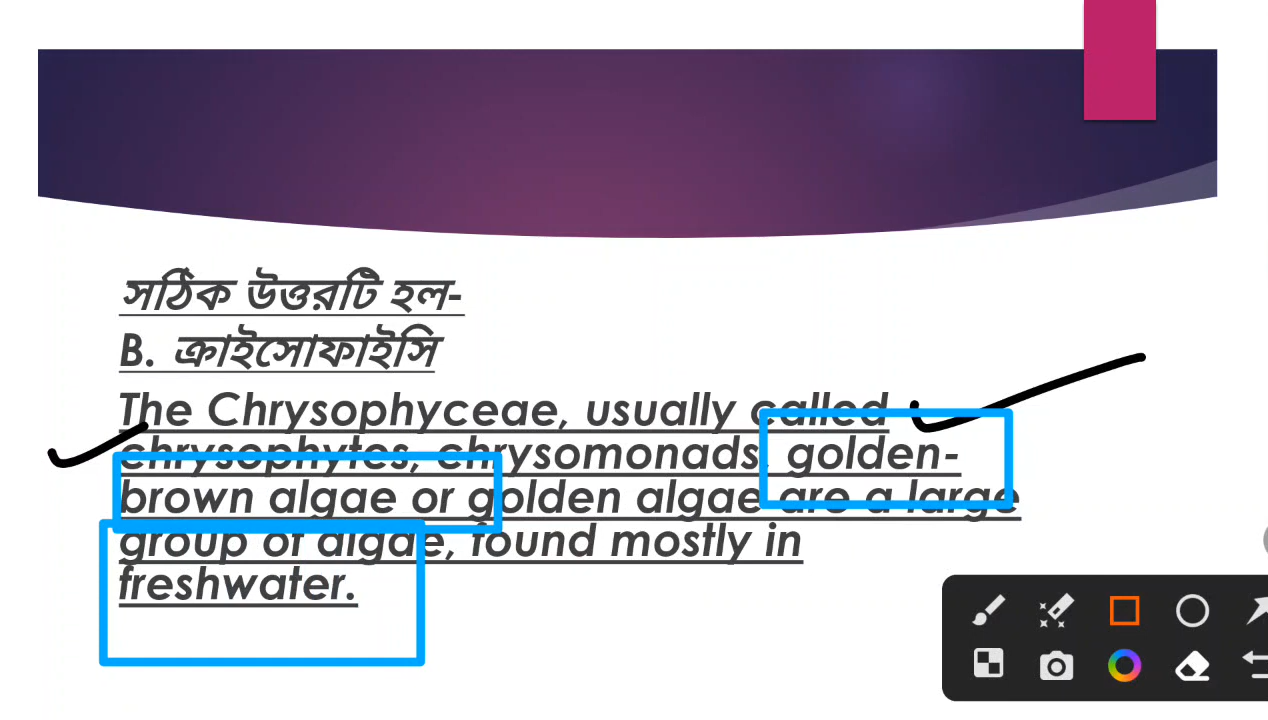 সঠিক উত্তরটি হল-
B. ক্রাইসোফাইসি
The Chrysophyceae, usually called
chrysophytes, chrysomonads, golden-
brown algae or golden algae are a large
group of algae, found mostly in
freshwater.